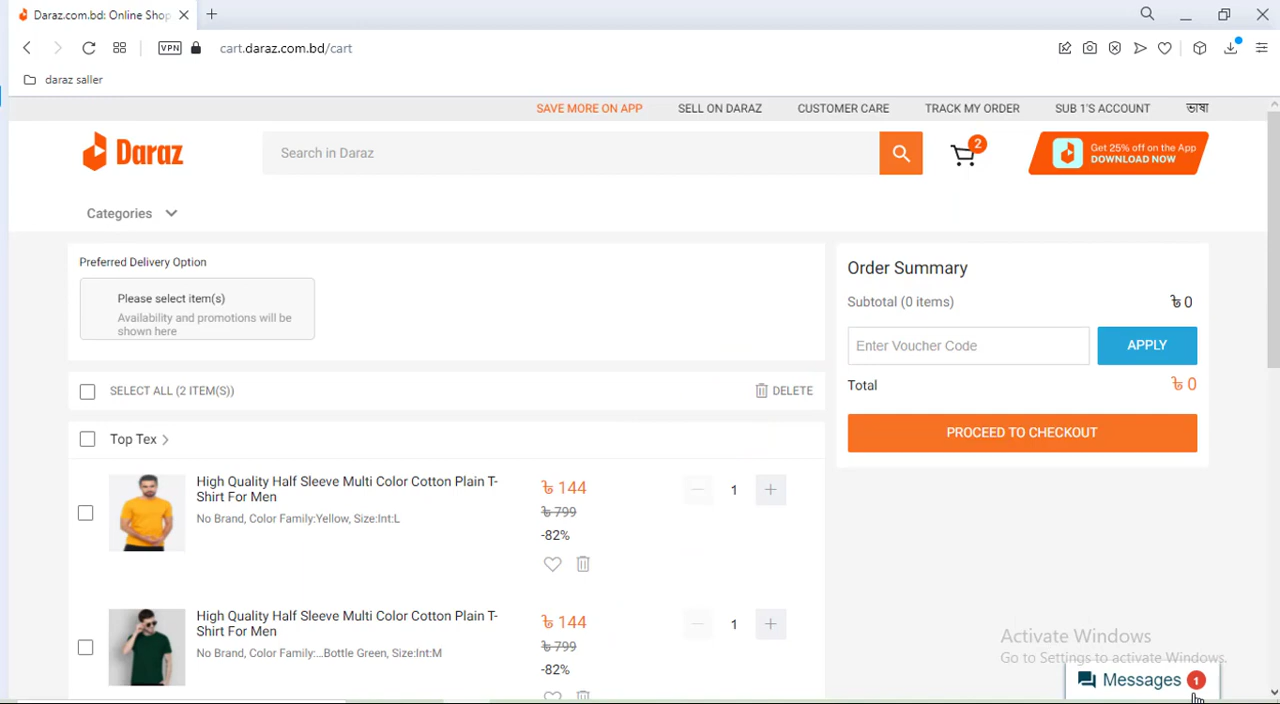 Daraz.com.bd: Online Shop
VPN
cart.daraz.com.bd/cart
daraz saller
SAVE MORE ON APP
SELL ON DARAZ
CUSTOMER CARE
TRACK MY ORDER
SUB 1'S ACCOUNT
ভাষা
Daraz
Search in Daraz
2
Get 25% off on the App
DOWNLOAD NOW
Categories
Preferred Delivery Option
Please select item(s)
Availability and promotions will be
shown here
Order Summary
Subtotal (0 items) ৳ 0
Enter Voucher Code
APPLY
Total ৳ 0
PROCEED TO CHECKOUT
SELECT ALL (2 ITEM(S))
DELETE
Top Tex
High Quality Half Sleeve Multi Color Cotton Plain T-
Shirt For Men
No Brand, Color Family:Yellow, Size:Int:L
৳ 144
৳ 799
-82%
1
High Quality Half Sleeve Multi Color Cotton Plain T-
Shirt For Men
No Brand, Color Family:...Bottle Green, Size:Int:M
৳ 144
৳ 799
-82%
1
Activate Windows
Go to Settings to activate Windows.
Messages 1